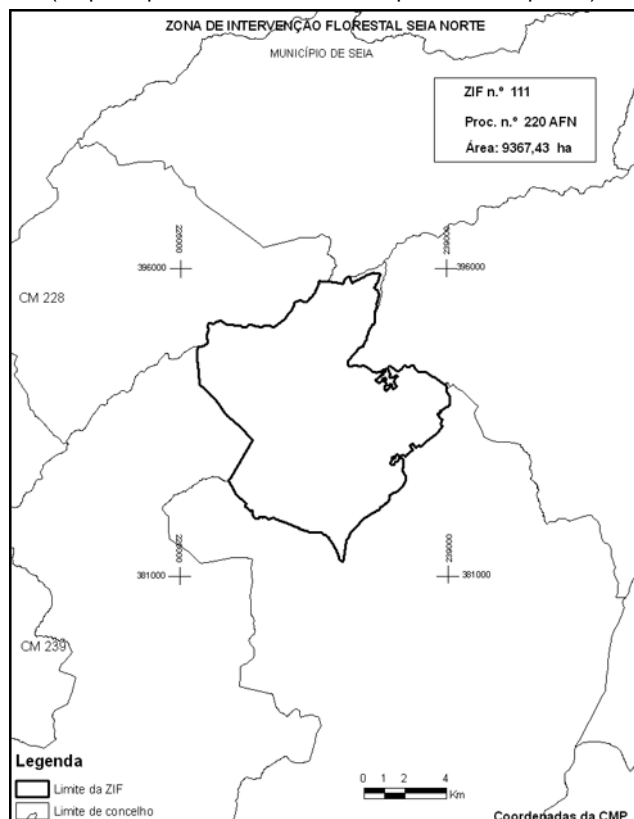 ZONA DE INTERVENÇÃO FLORESTAL SEIA NORTE
MUNICÍPIO DE SEIA
ZIF n.º 111
Proc. n.º 220 AFN
Área: 9367,43 ha
226000
239000
396000
396000
CM 228
226000
239000
381000
381000
CM 239
Legenda
Limite da ZIF
Limite de concelho
0 1 2 4
Km
Coordenadas da CMP